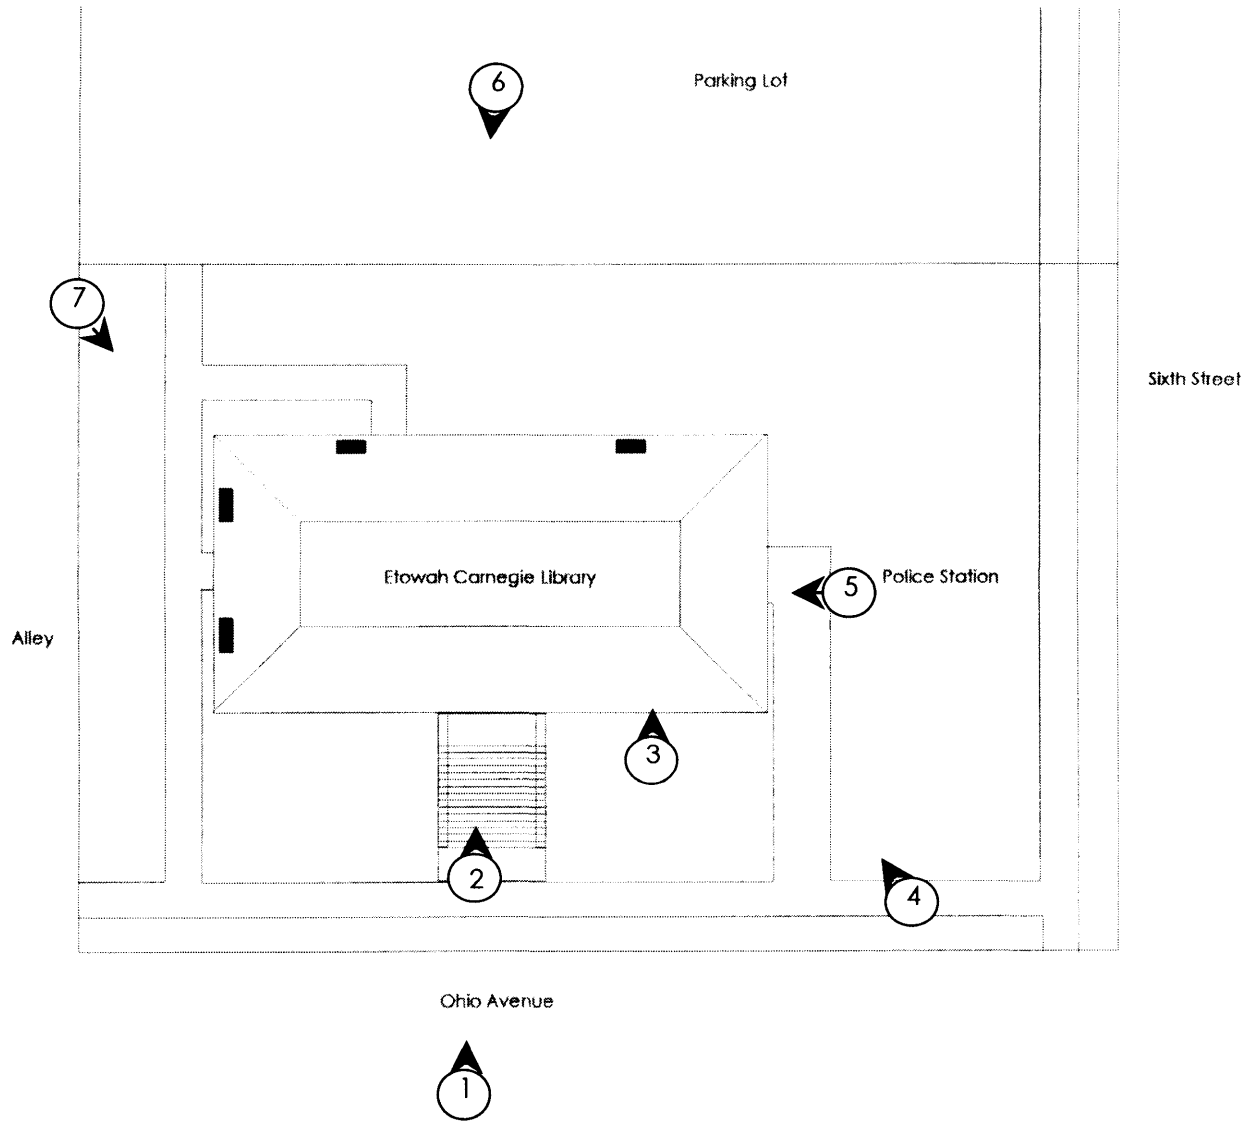 6
Parking Lot
7
Sixth Street
Etowah Carnegie Library
5
Police Station
Alley
3
2
4
Ohio Avenue
1